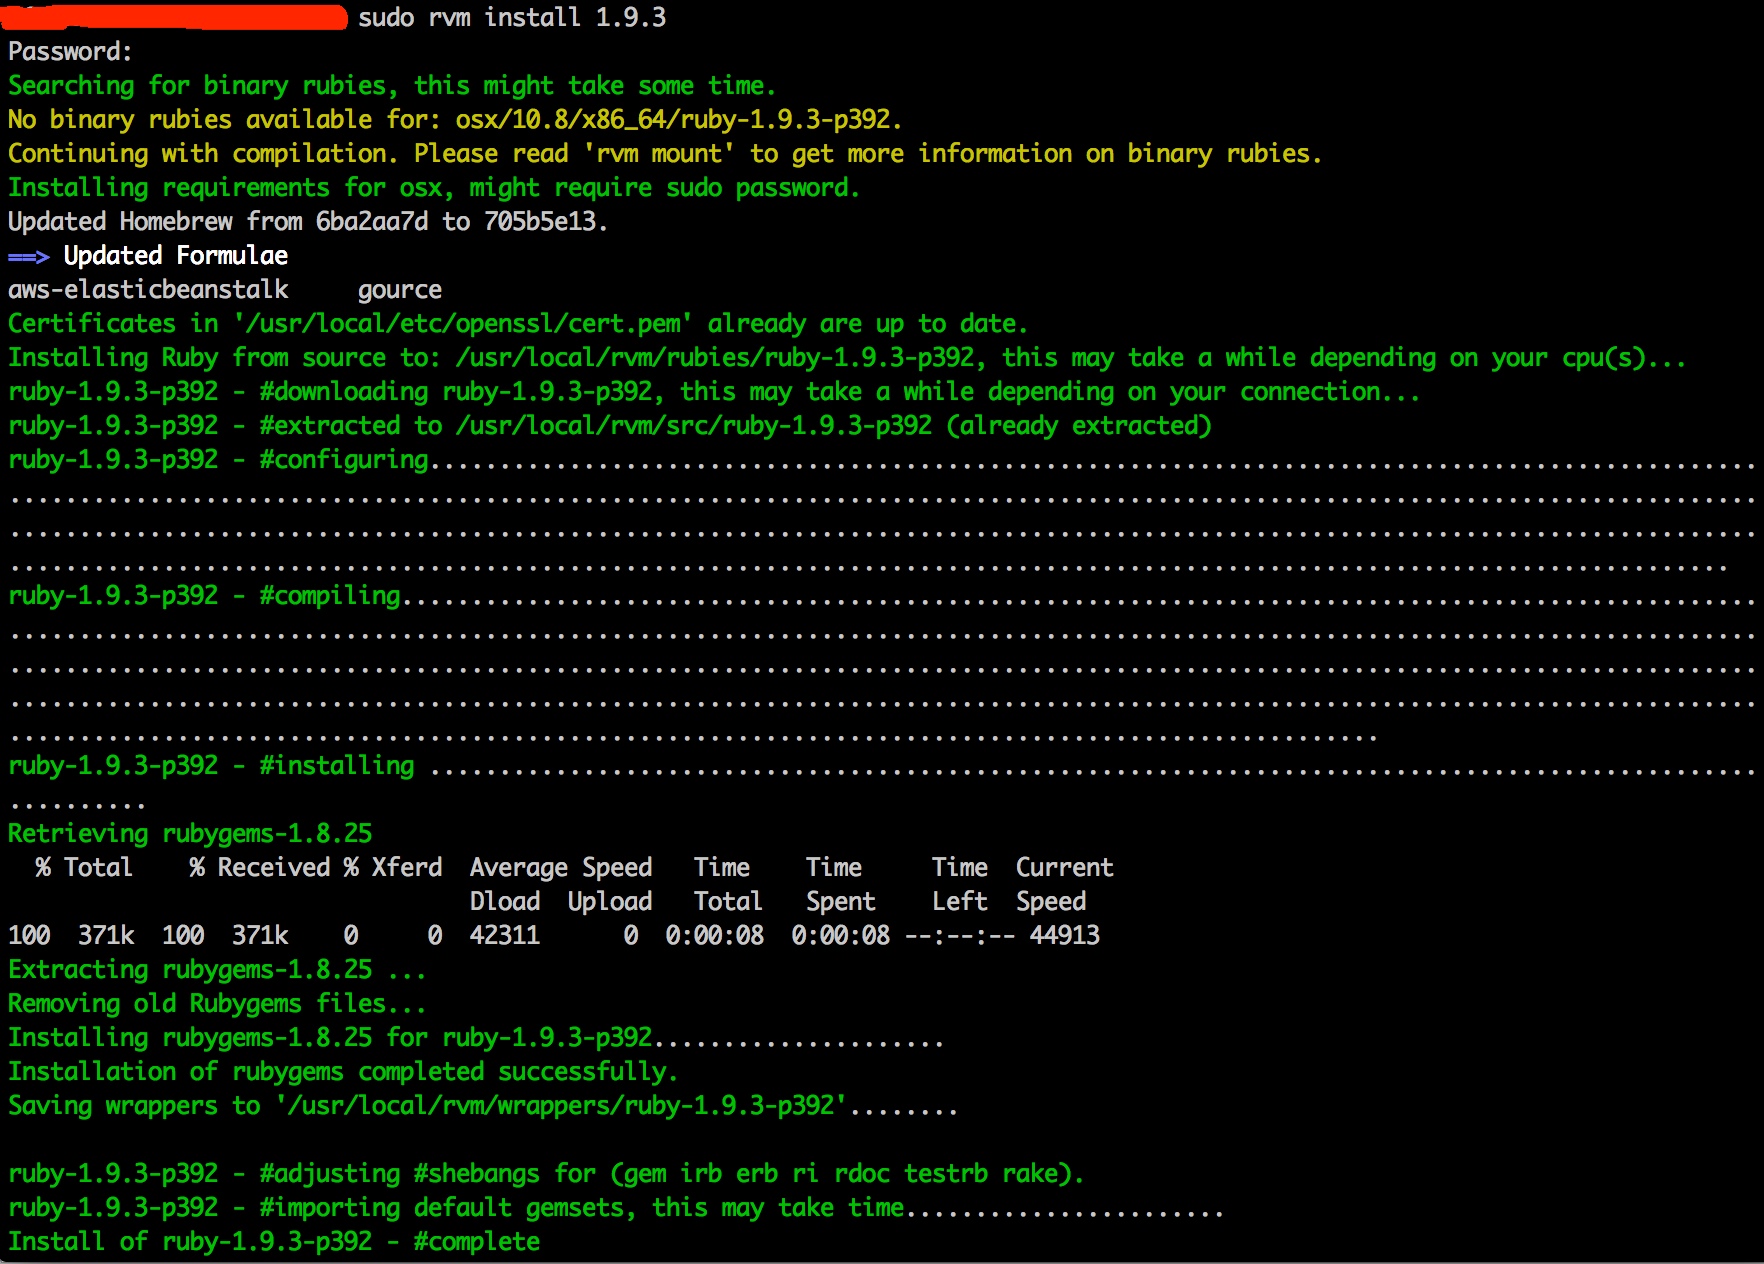 sudo rvm install 1.9.3
Password:
Searching for binary rubies, this might take some time.
No binary rubies available for: osx/10.8/x86_64/ruby-1.9.3-p392.
Continuing with compilation. Please read 'rvm mount' to get more information on binary rubies.
Installing requirements for osx, might require sudo password.
Updated Homebrew from 6ba2aa7d to 705b5e13.
==> Updated Formulae
aws-elasticbeanstalk     gource
Certificates in '/usr/local/etc/openssl/cert.pem' already are up to date.
Installing Ruby from source to: /usr/local/rvm/rubies/ruby-1.9.3-p392, this may take a while depending on your cpu(s)...
ruby-1.9.3-p392 - #downloading ruby-1.9.3-p392, this may take a while depending on your connection...
ruby-1.9.3-p392 - #extracted to /usr/local/rvm/src/ruby-1.9.3-p392 (already extracted)
ruby-1.9.3-p392 - #configuring...............................................................................................
.............................................................................................................................
.............................................................................................................................
...........................................................................................................................
ruby-1.9.3-p392 - #compiling.................................................................................................
.............................................................................................................................
.............................................................................................................................
.............................................................................................................................
..................................................................................................
ruby-1.9.3-p392 - #installing ...............................................................................................
..........
Retrieving rubygems-1.8.25
  % Total    % Received % Xferd  Average Speed   Time    Time     Time  Current
                                 Dload  Upload   Total   Spent    Left  Speed
100  371k  100  371k    0     0  42311      0  0:00:08  0:00:08 --:--:-- 44913
Extracting rubygems-1.8.25 ...
Removing old Rubygems files...
Installing rubygems-1.8.25 for ruby-1.9.3-p392.....................
Installation of rubygems completed successfully.
Saving wrappers to '/usr/local/rvm/wrappers/ruby-1.9.3-p392'........
ruby-1.9.3-p392 - #adjusting #shebangs for (gem irb erb ri rdoc testrb rake).
ruby-1.9.3-p392 - #importing default gemsets, this may take time.......................
Install of ruby-1.9.3-p392 - #complete